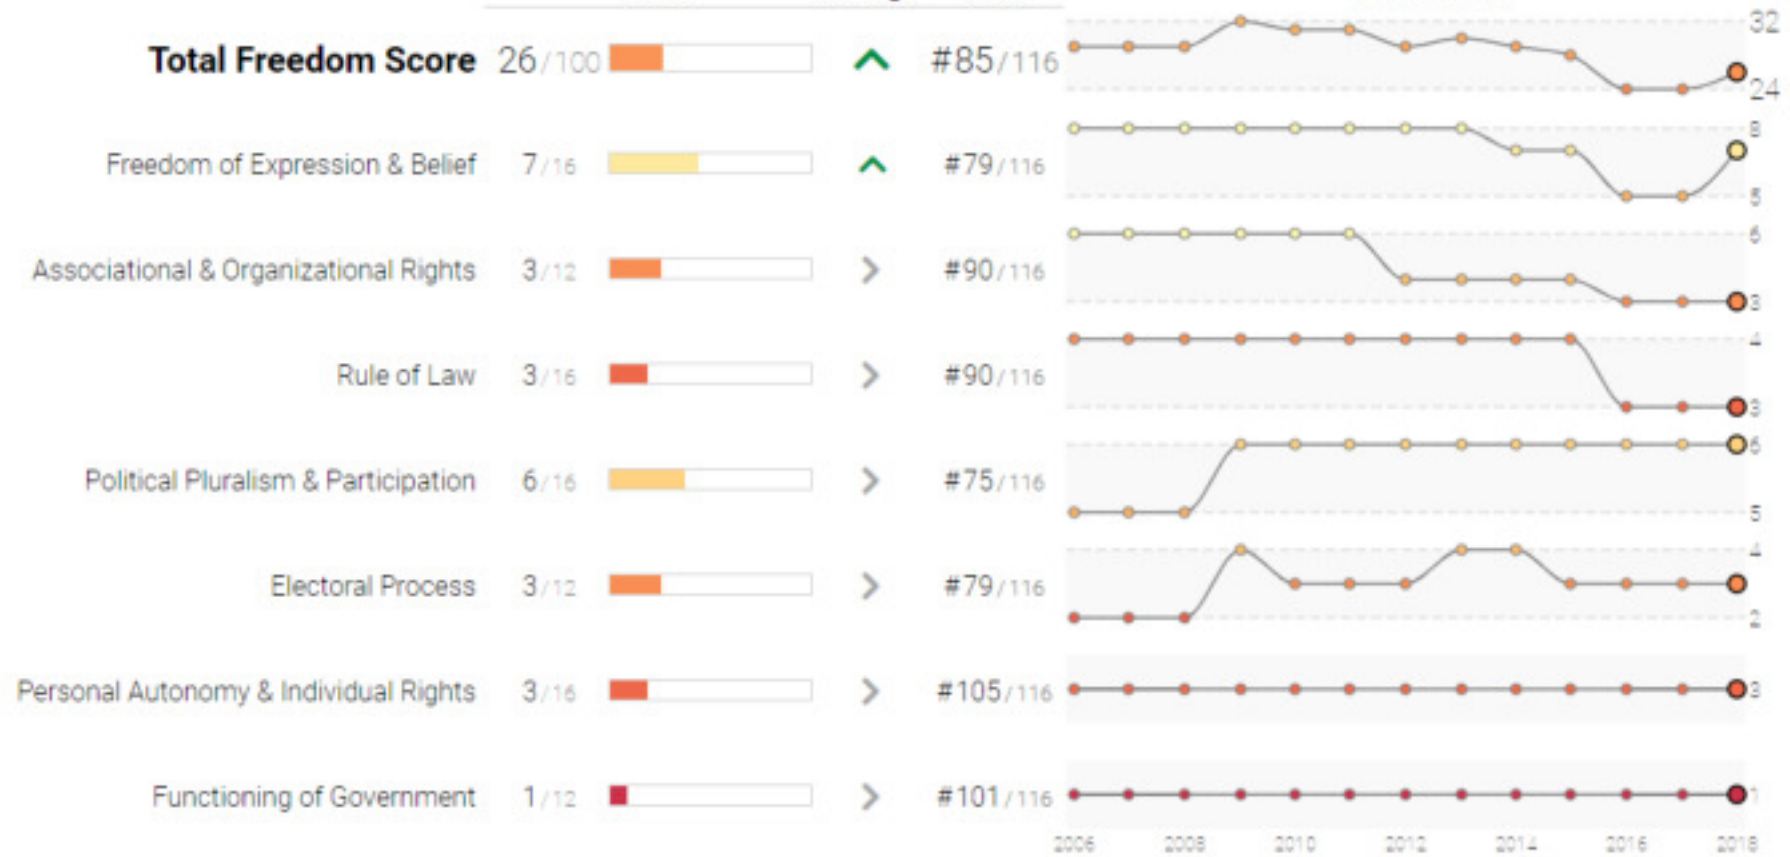 32
Total Freedom Score 26/100 #85/116
24
8
Freedom of Expression & Belief 7/16 #79/116
5
6
Associational & Organizational Rights 3/12 #90/116
3
4
Rule of Law 3/16 #90/116
3
Political Pluralism & Participation 6/16 #75/116 6
5
4
Electoral Process 3/12 #79/116
2
Personal Autonomy & Individual Rights 3/16 #105/116 3
Functioning of Government 1/12 #101/116 1
2006 2008 2010 2012 2014 2016 2018